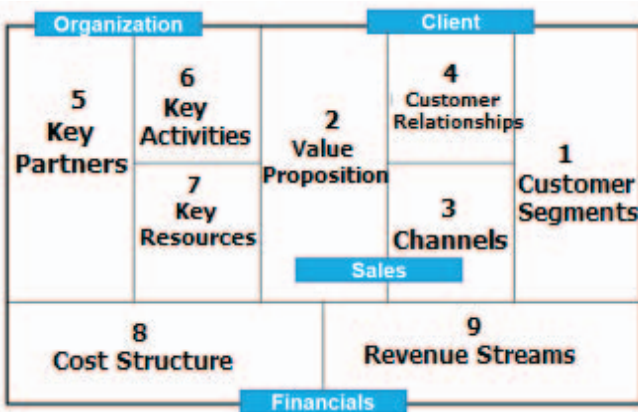 Organization
Client
5
Key
Partners
6
Key
Activities
7
Key
Resources
2
Value
Proposition
4
Customer
Relationships
3
Channels
1
Customer
Segments
Sales
8
Cost Structure
9
Revenue Streams
Financials